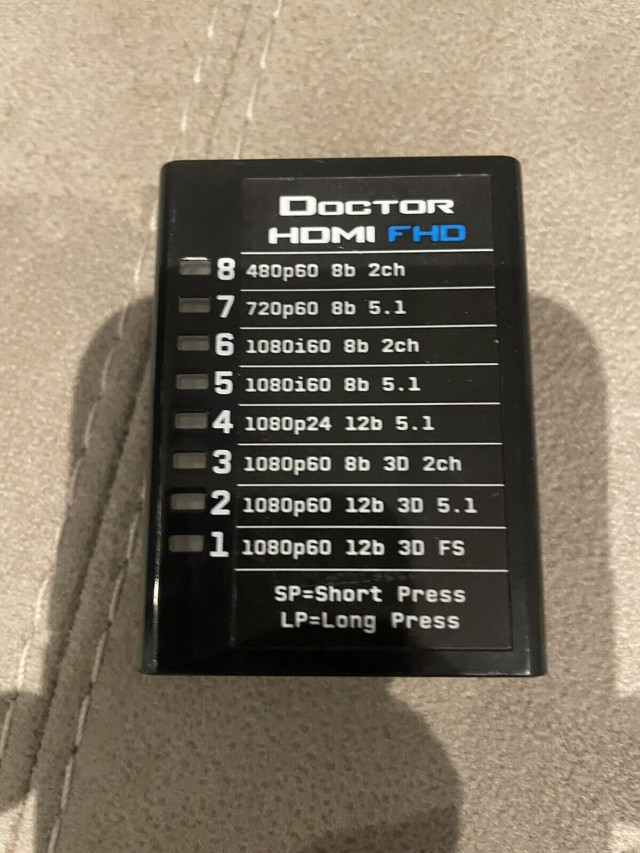 DOCTOR
HDMI FHD
8 480p60 8b 2ch
7 720p60 8b 5.1
6 1080i60 8b 2ch
5 1080i60 8b 5.1
4 1080p24 12b 5.1
3 1080p60 8b 3D 2ch
2 1080p60 12b 3D 5.1
1 1080p60 12b 3D FS
SP=Short Press
LP=Long Press